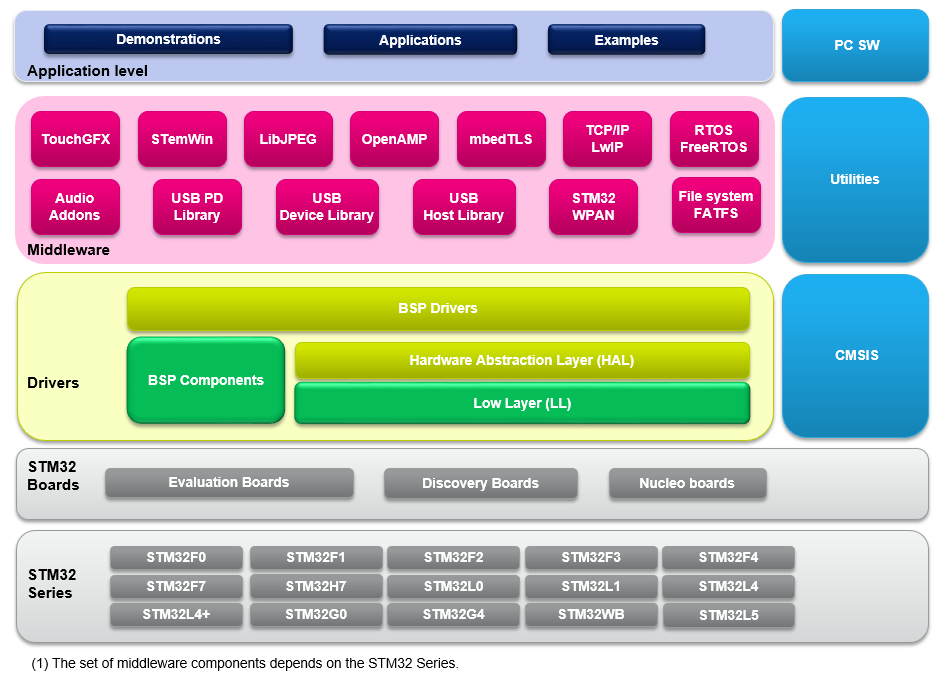 Demonstrations
Applications
Examples
PC SW
Application level
TouchGFX
STemWin
LibJPEG
OpenAMP
mbedTLS
TCP/IP
LwIP
RTOS
FreeRTOS
Utilities
Audio
Addons
USB PD
Library
USB
Device Library
USB
Host Library
STM32
WPAN
File system
FATFS
Middleware
BSP Drivers
CMSIS
Drivers
BSP Components
Hardware Abstraction Layer (HAL)
Low Layer (LL)
STM32
Boards
Evaluation Boards
Discovery Boards
Nucleo boards
STM32
Series
STM32F0
STM32F1
STM32F2
STM32F3
STM32F4
STM32F7
STM32H7
STM32L0
STM32L1
STM32L4
STM32L4+
STM32G0
STM32G4
STM32WB
STM32L5
(1) The set of middleware components depends on the STM32 Series.